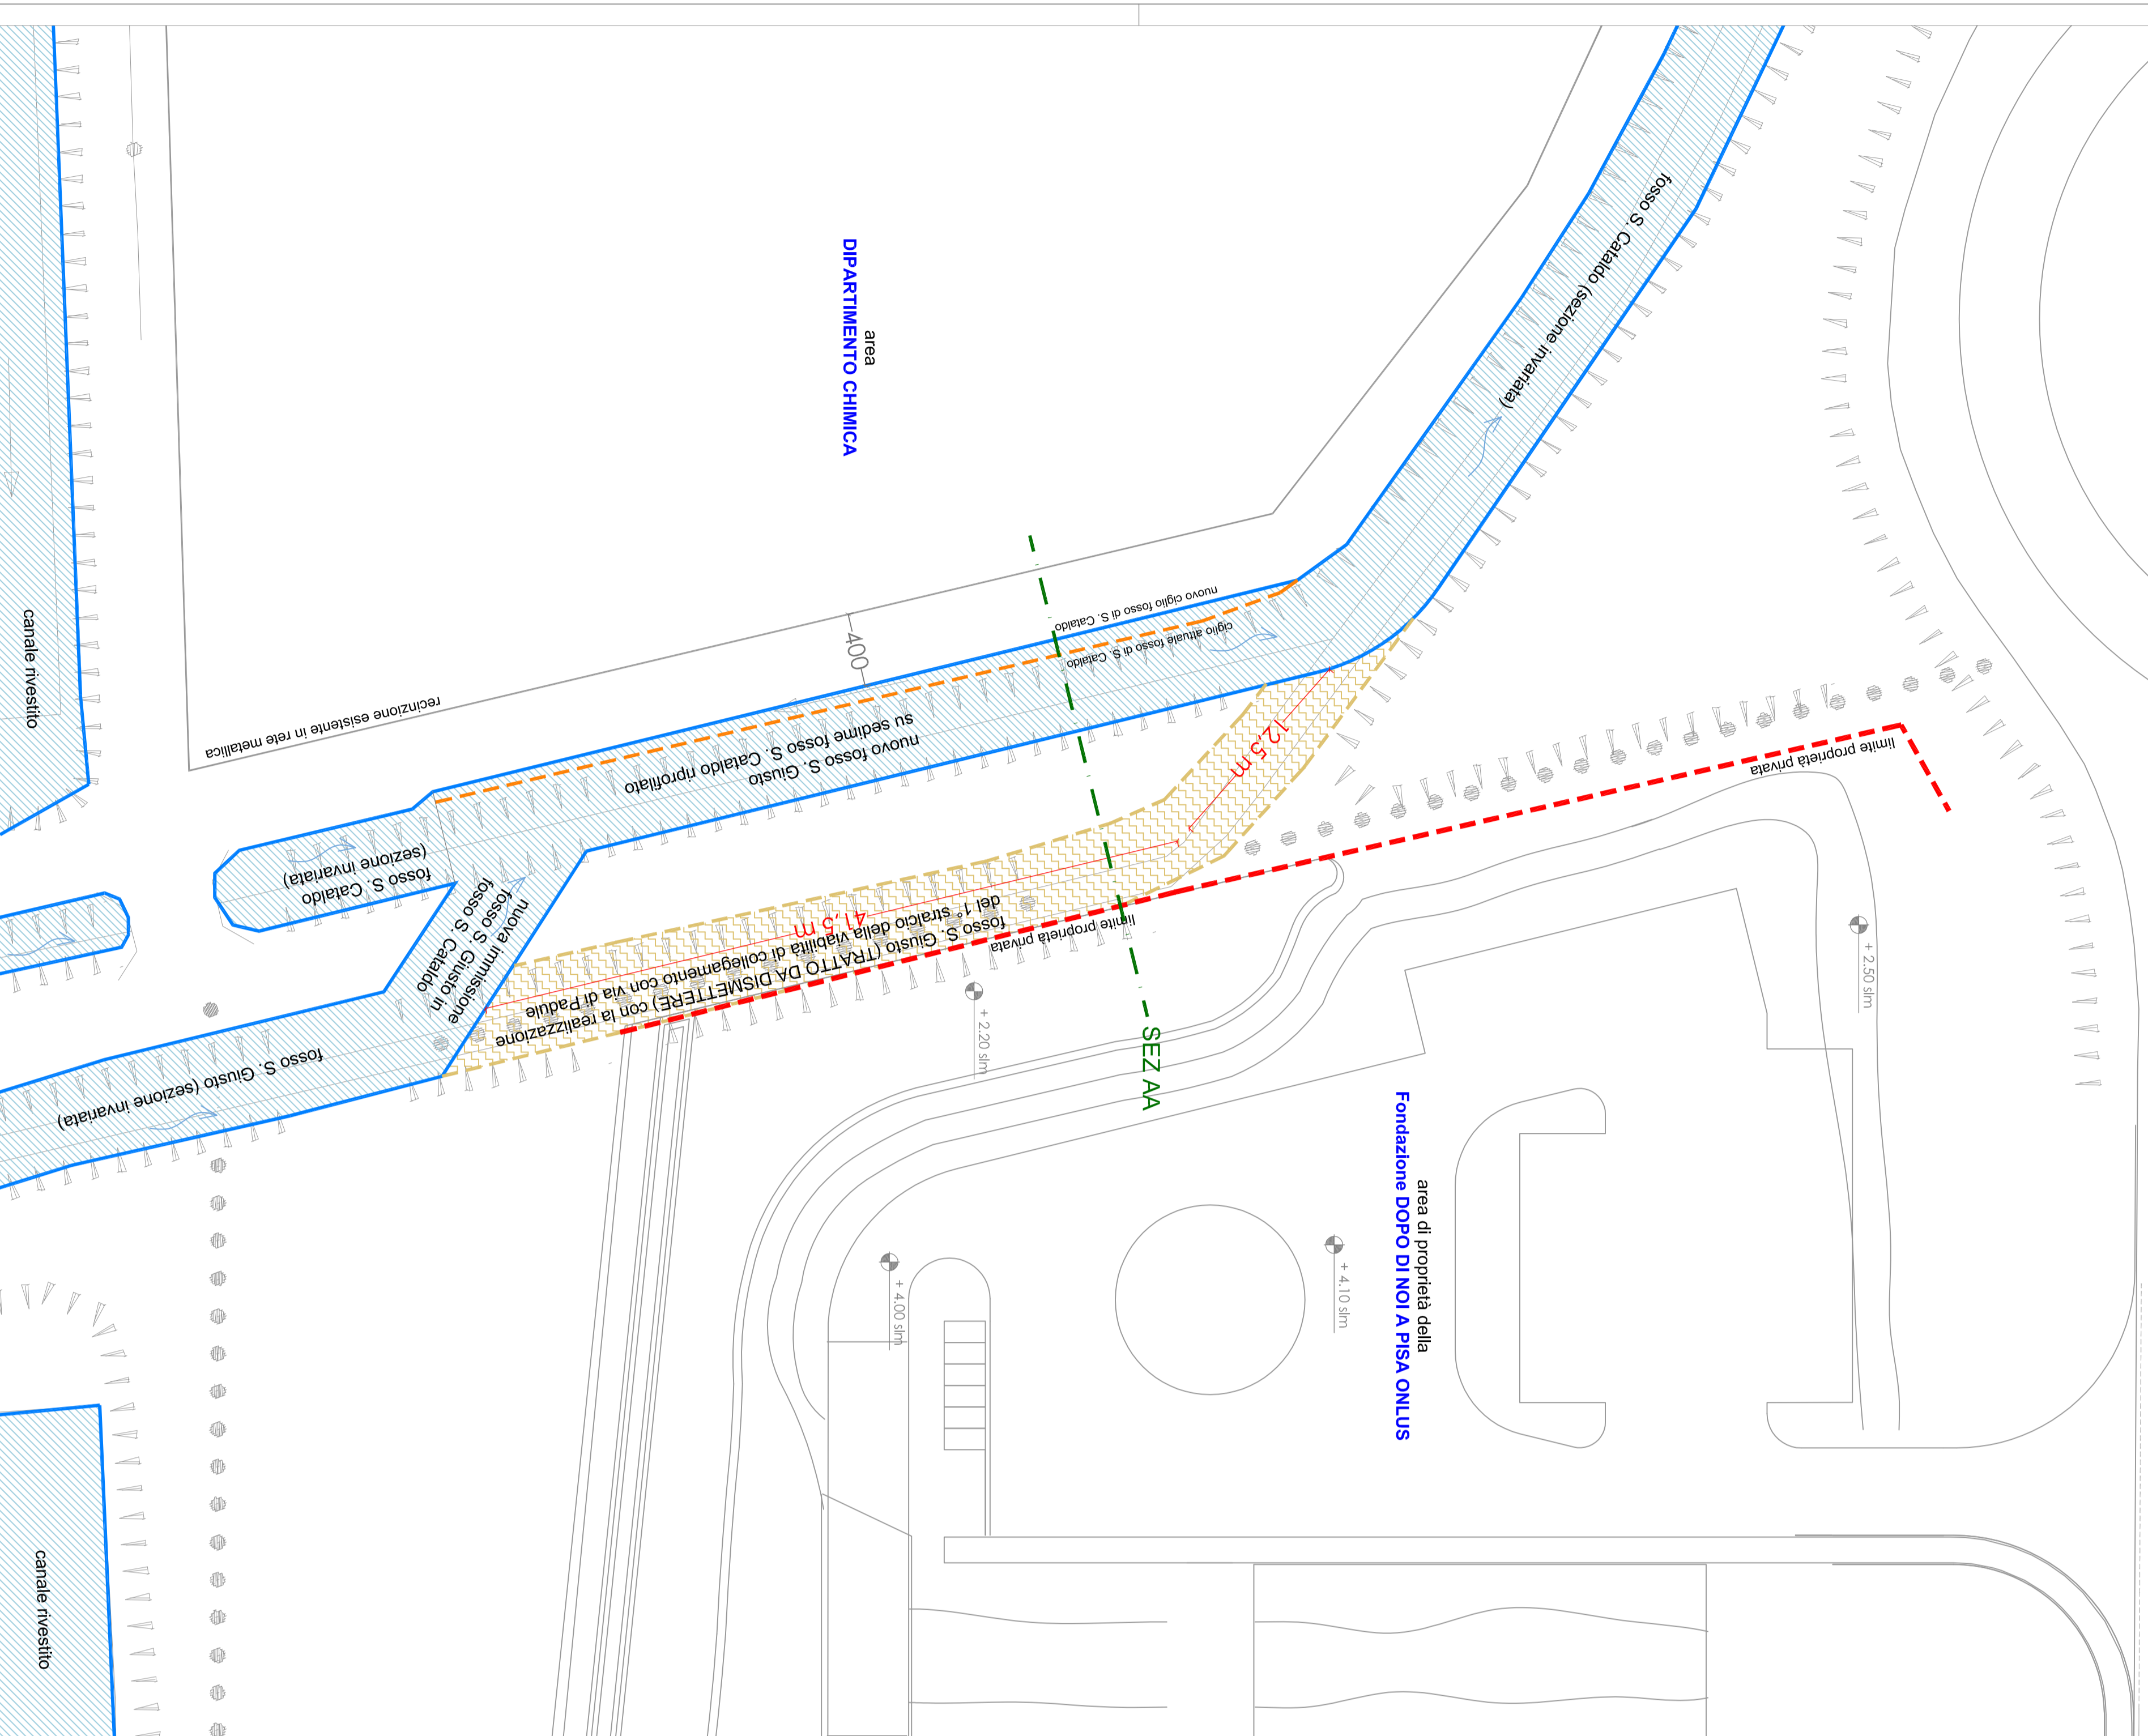 fosso S. Cataldo (sezione invariata)
area
DIPARTIMENTO CHIMICA
canale rivestito
400
nuovo ciglio fosso di S. Cataldo
ciglio attuale fosso di S. Cataldo
recinzione esistente in rete metallica
nuovo fosso S. Giusto
su sedime fosso S. Cataldo riprofilato
12,5 m
limite proprietà privata
fosso S. Cataldo
(sezione invariata)
nuova immissione
fosso S. Giusto in
fosso S. Cataldo
41,5 m
fosso S. Giusto (TRATTO DA DISMETTERE) con la realizzazione
del 1° stralcio della viabilità di collegamento con via di Padule
limite proprietà privata
+ 2.50 slm
+ 2.20 slm
SEZ AA
fosso S. Giusto (sezione invariata)
area di proprietà della
Fondazione DOPO DI NOI A PISA ONLUS
+ 4.00 slm
+ 4.10 slm
canale rivestito